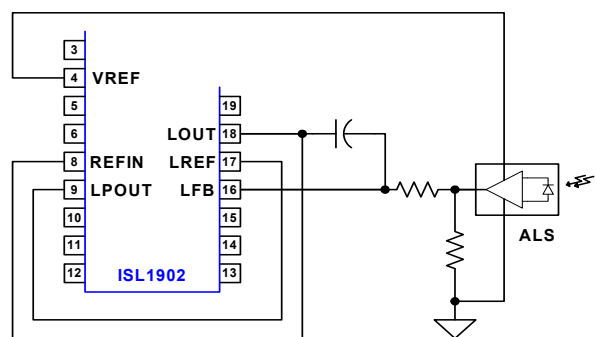 3
4 VREF
5
19
6
LOUT 18
8 REFIN LREF 17
9 LPOUT LFB 16
10
15
11
14
12 ISL1902 13
ALS